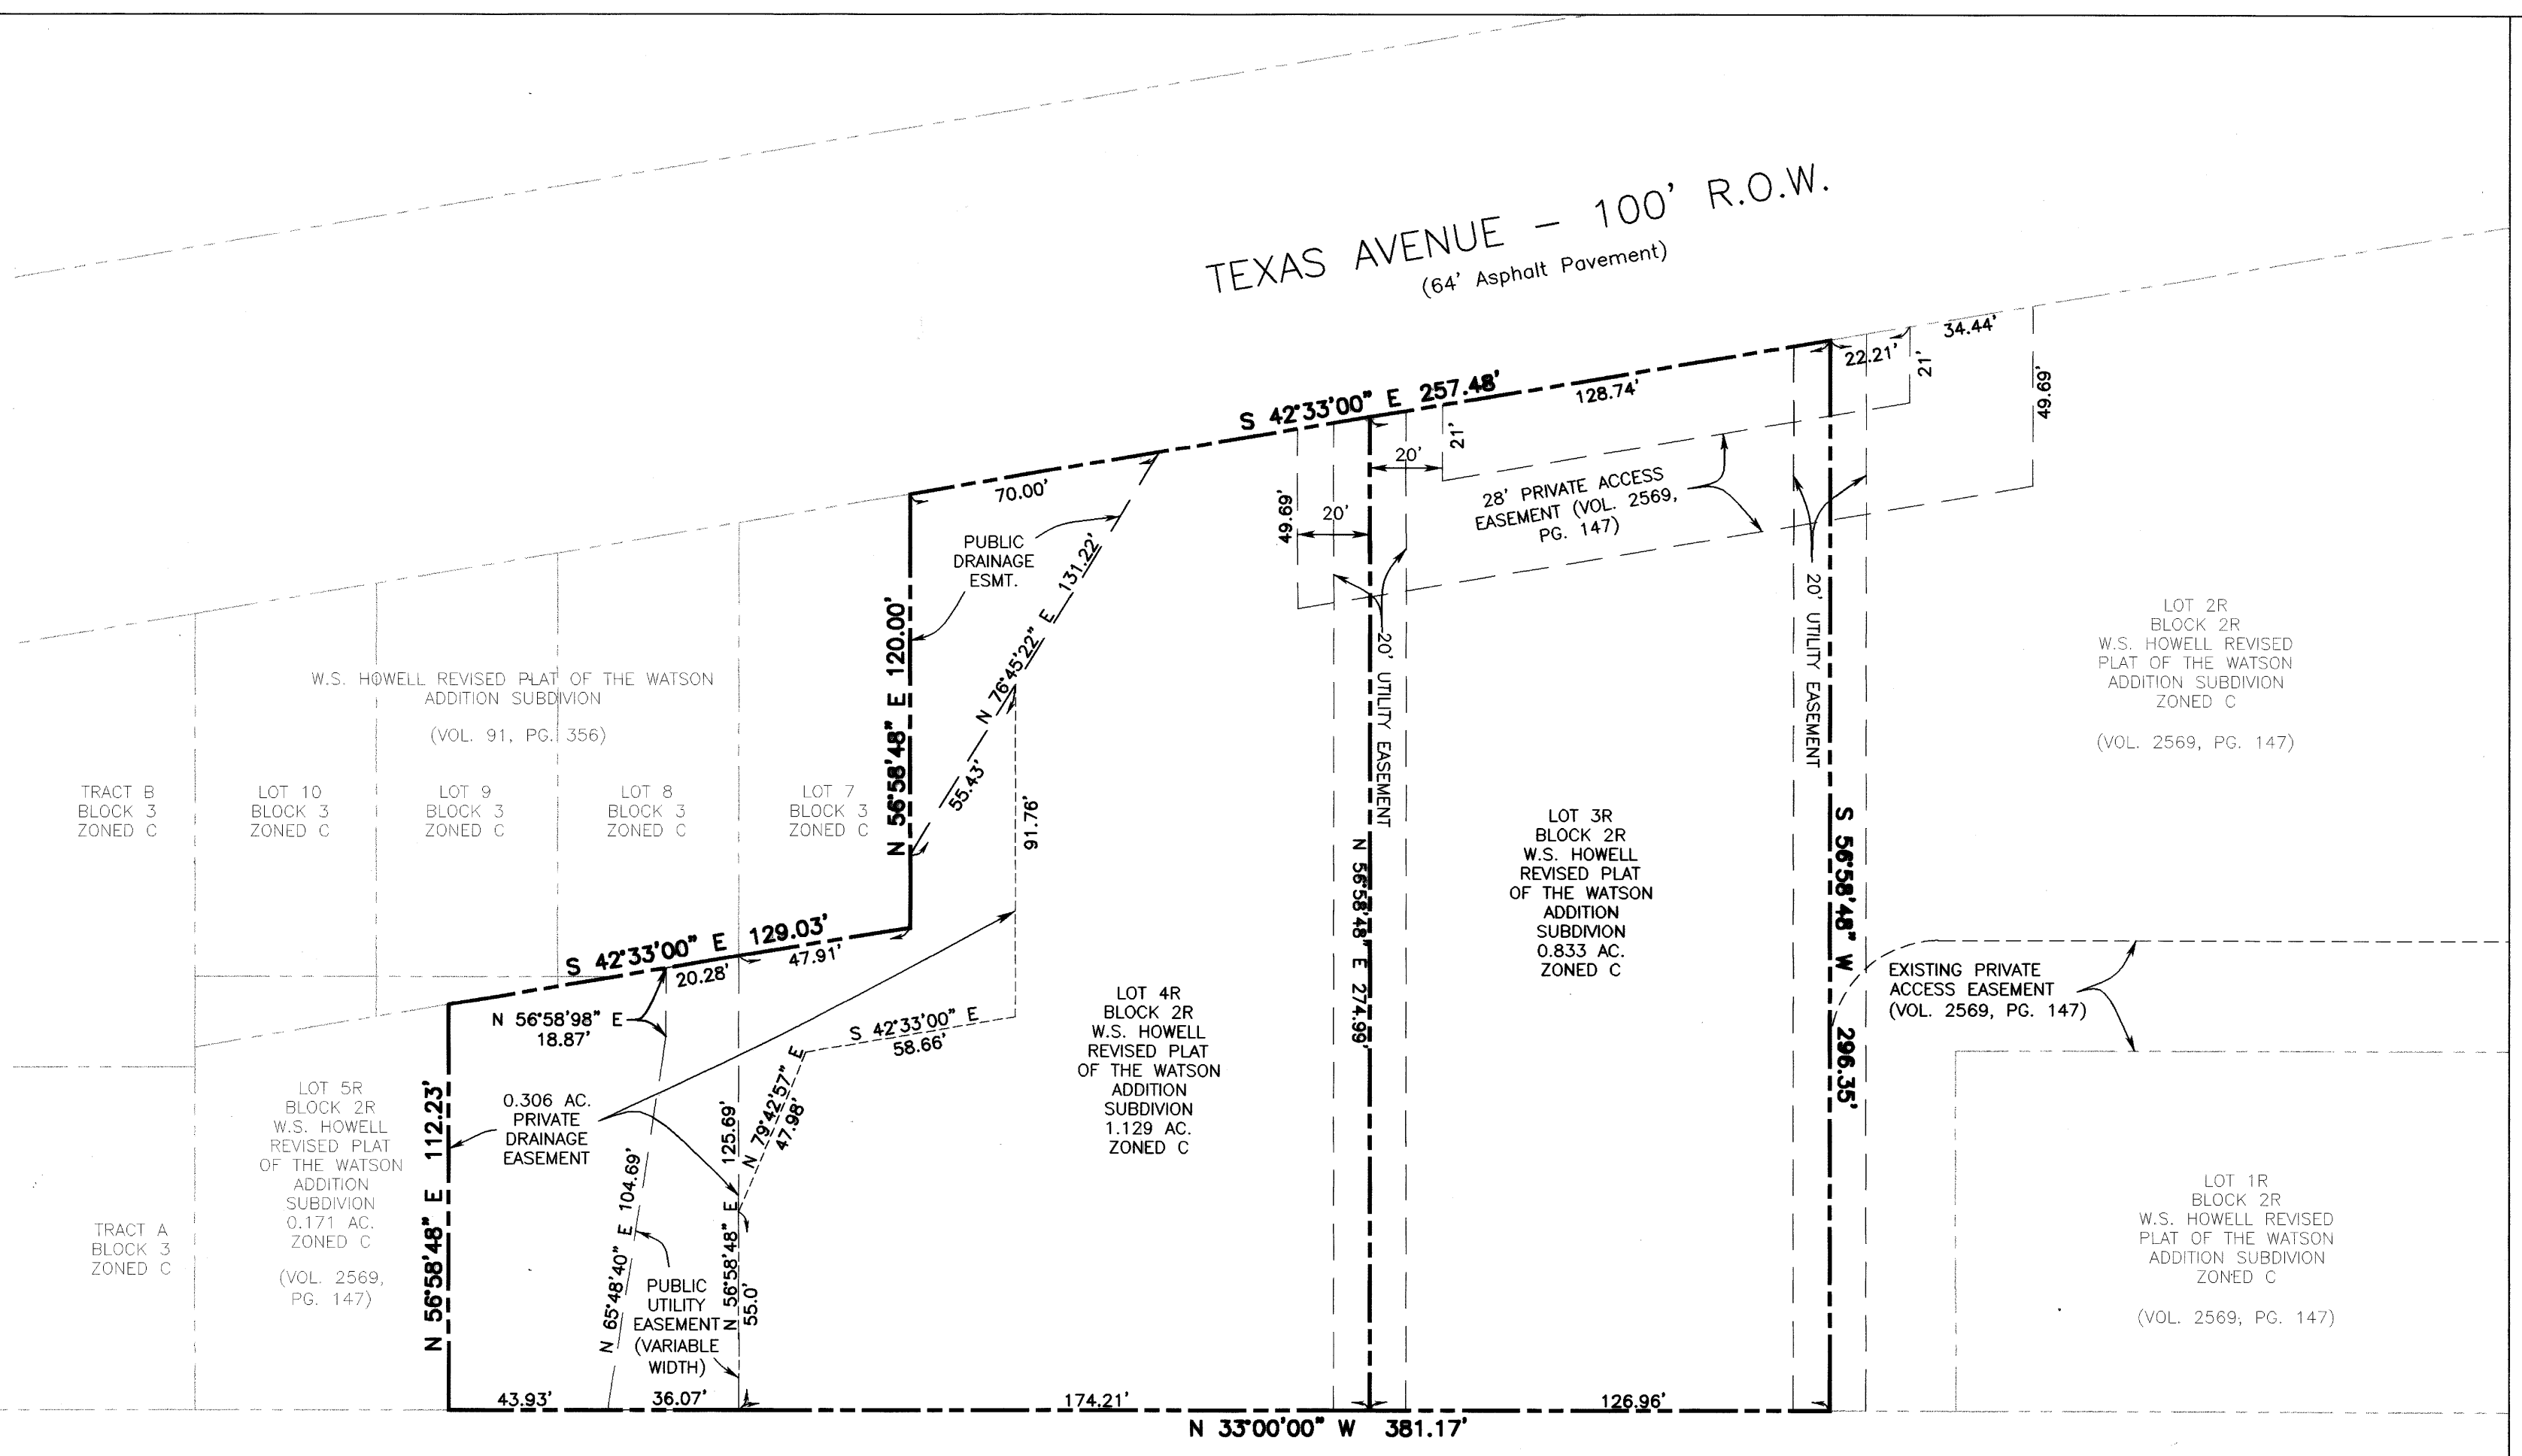 TEXAS AVENUE - 100' R.O.W.
(64' Asphalt Pavement)
34.44'
22.21'
21'
49.69'
S 42°33'00" E 257.48'
128.74'
21'
20'
28' PRIVATE ACCESS
EASEMENT (VOL. 2569,
PG. 147)
49.69'
20'
70.00'
PUBLIC
DRAINAGE
ESMT.
N 76°45'22" E 131.22'
55.43'
N 56°58'48" E 120.00'
20' UTILITY EASEMENT
20' UTILITY EASEMENT
LOT 2R
BLOCK 2R
W.S. HOWELL REVISED
PLAT OF THE WATSON
ADDITION SUBDIVION
ZONED C
(VOL. 2569, PG. 147)
W.S. HOWELL REVISED PLAT OF THE WATSON
ADDITION SUBDIVION
(VOL. 91, PG. 356)
TRACT B
BLOCK 3
ZONED C
LOT 10
BLOCK 3
ZONED C
LOT 9
BLOCK 3
ZONED C
LOT 8
BLOCK 3
ZONED C
LOT 7
BLOCK 3
ZONED C
91.76'
LOT 3R
BLOCK 2R
W.S. HOWELL
REVISED PLAT
OF THE WATSON
ADDITION
SUBDIVION
0.833 AC.
ZONED C
N 56°58'48" E 274.99'
S 56°58'48" W 296.35'
S 42°33'00" E 129.03'
47.91'
20.28'
N 56°58'98" E
18.87'
S 42°33'00" E
58.66'
EXISTING PRIVATE
ACCESS EASEMENT
(VOL. 2569, PG. 147)
LOT 4R
BLOCK 2R
W.S. HOWELL
REVISED PLAT
OF THE WATSON
ADDITION
SUBDIVION
1.129 AC.
ZONED C
LOT 5R
BLOCK 2R
W.S. HOWELL
REVISED PLAT
OF THE WATSON
ADDITION
SUBDIVION
0.171 AC.
ZONED C
(VOL. 2569,
PG. 147)
0.306 AC.
PRIVATE
DRAINAGE
EASEMENT
N 79°42'57" E
47.98'
125.69'
N 56°58'48" E 112.23'
N 65°48'40" E 104.69'
N 56°58'48" E
55.0'
TRACT A
BLOCK 3
ZONED C
PUBLIC
UTILITY
EASEMENT
(VARIABLE
WIDTH)
LOT 1R
BLOCK 2R
W.S. HOWELL REVISED
PLAT OF THE WATSON
ADDITION SUBDIVION
ZONED C
(VOL. 2569, PG. 147)
43.93'
36.07'
174.21'
126.96'
N 33°00'00" W 381.17'